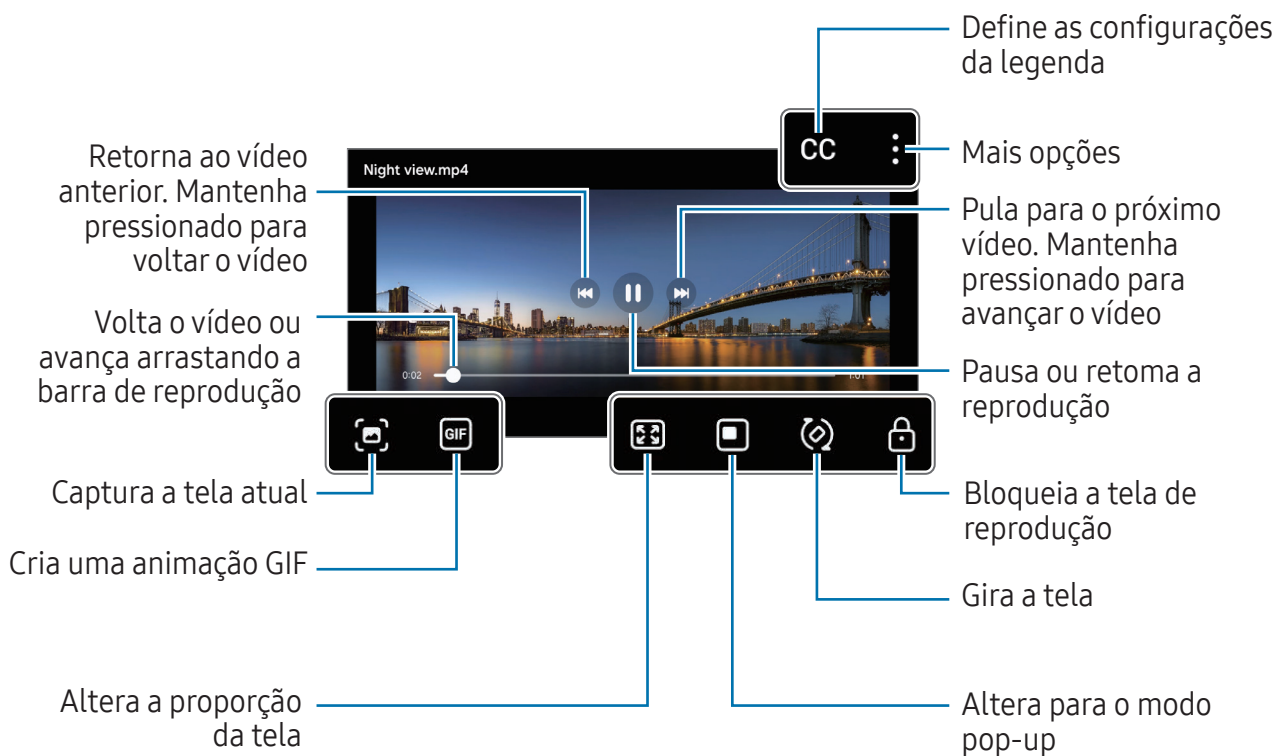 Define as configurações
da legenda
CC
Mais opções
Retorna ao vídeo
anterior. Mantenha
pressionado para
voltar o vídeo
Night view.mp4
Pula para o próximo
vídeo. Mantenha
pressionado para
avançar o vídeo
Volta o vídeo ou
avança arrastando a
barra de reprodução
0:02
1:01
Pausa ou retoma a
reprodução
GIF
Captura a tela atual
Bloqueia a tela de
reprodução
Cria uma animação GIF
Gira a tela
Altera a proporção
da tela
Altera para o modo
pop-up